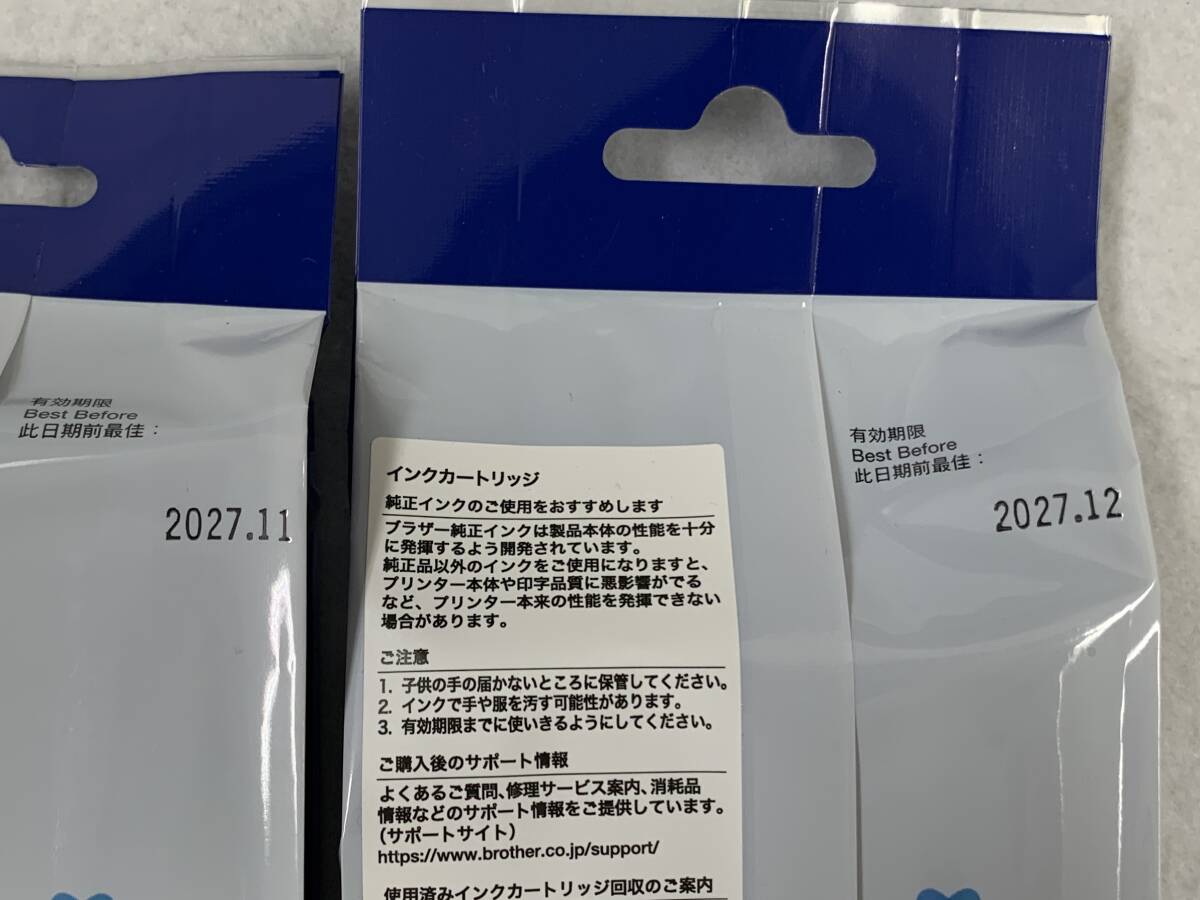 有効期限
Best Before
此日期前最佳：
2027.11
インクカートリッジ
純正インクのご使用をおすすめします
ブラザー純正インクは製品本体の性能を十分
に発揮するよう開発されています。
純正品以外のインクをご使用になりますと、
プリンター本体や印字品質に悪影響がでる
など、プリンター本来の性能を発揮できない
場合があります。
ご注意
1. 子供の手の届かないところに保管してください。
2. インクで手や服を汚す可能性があります。
3. 有効期限までに使いきるようにしてください。
ご購入後のサポート情報
よくあるご質問、修理サービス案内、消耗品
情報などのサポート情報をご提供しています。
（サポートサイト）
https://www.brother.co.jp/support/
使用済みインクカートリッジ回収のご案内
有効期限
Best Before
此日期前最佳：
2027.12